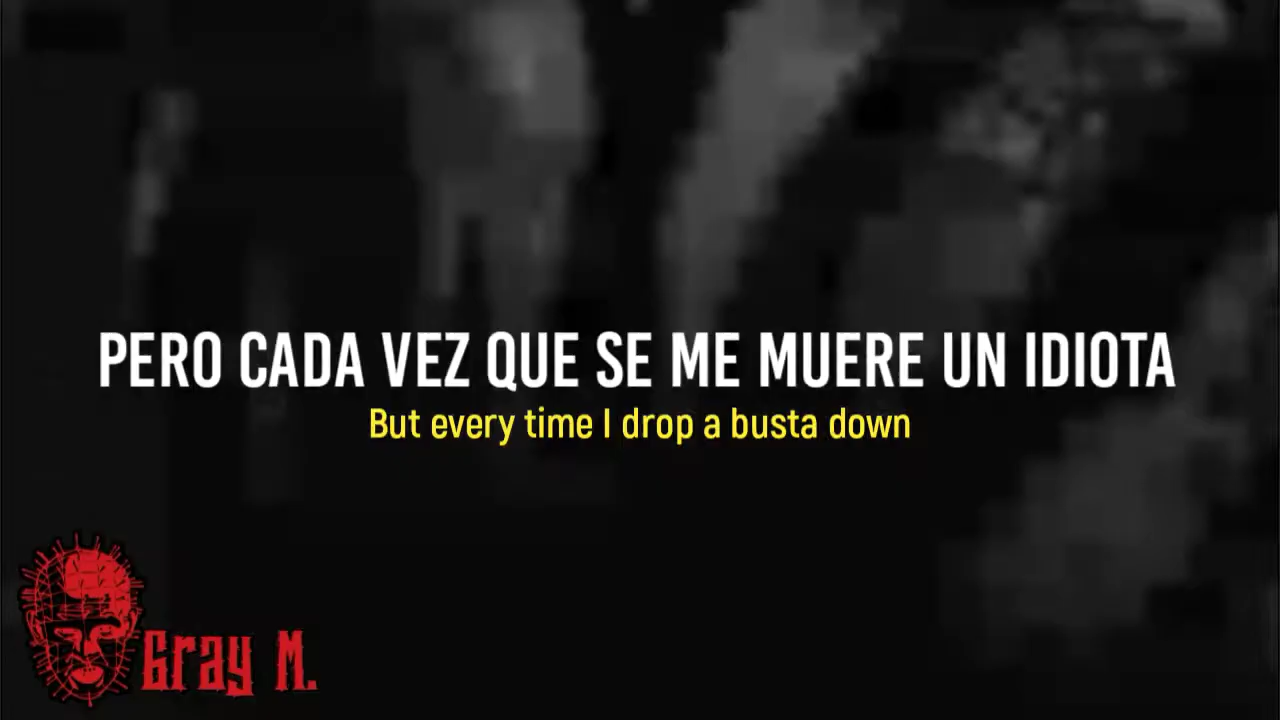 PERO CADA VEZ QUE SE ME MUERE UN IDIOTA
But every time I drop a busta down
Gray M.